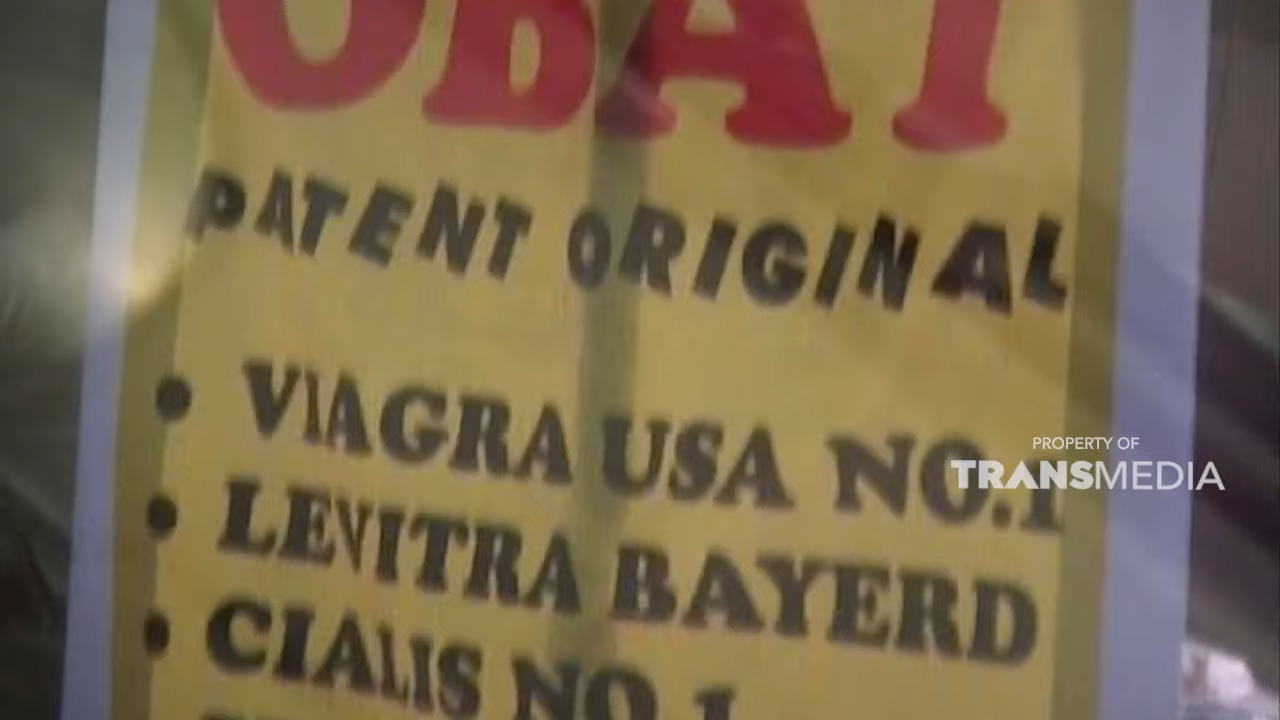 OBAT
PATENT ORIGINAL
• VIAGRA USA NO.1
• LEVITRA BAYERD
• CIALIS NO 1
PROPERTY OF
TRANSMEDIA